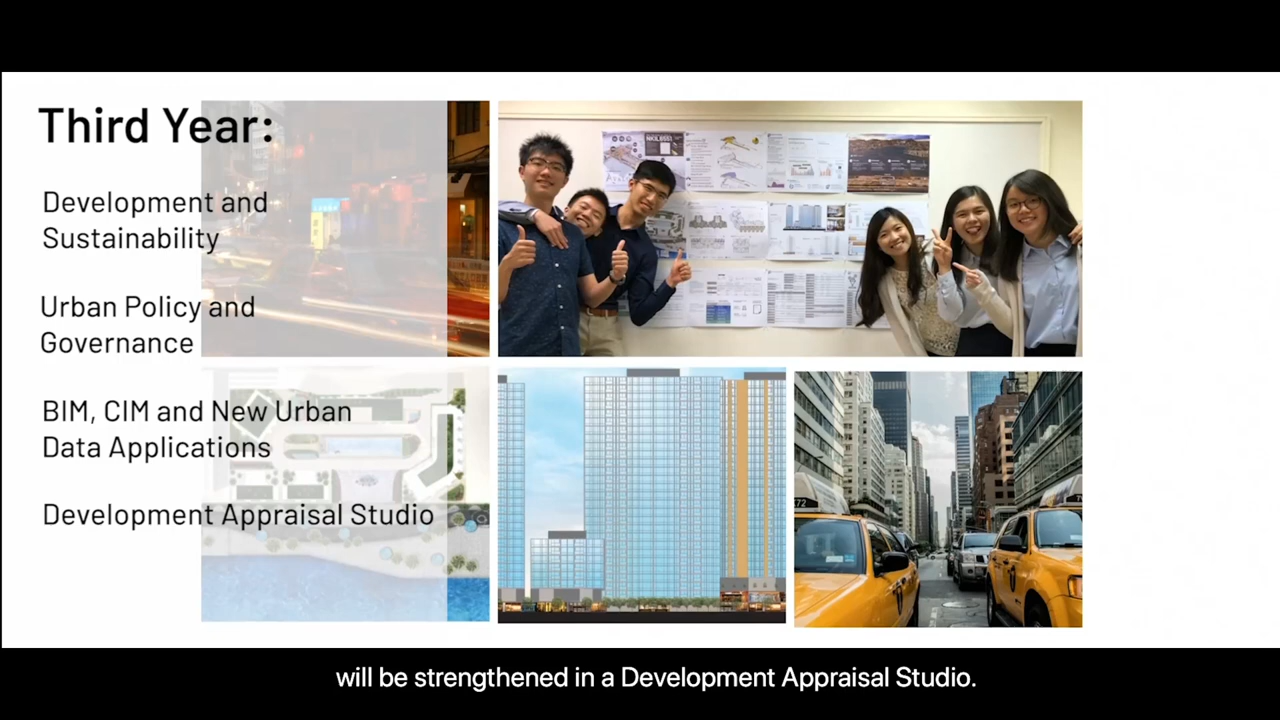 Third Year:
Development and
Sustainability
Urban Policy and
Governance
BIM, CIM and New Urban
Data Applications
Development Appraisal Studio
will be strengthened in a Development Appraisal Studio.